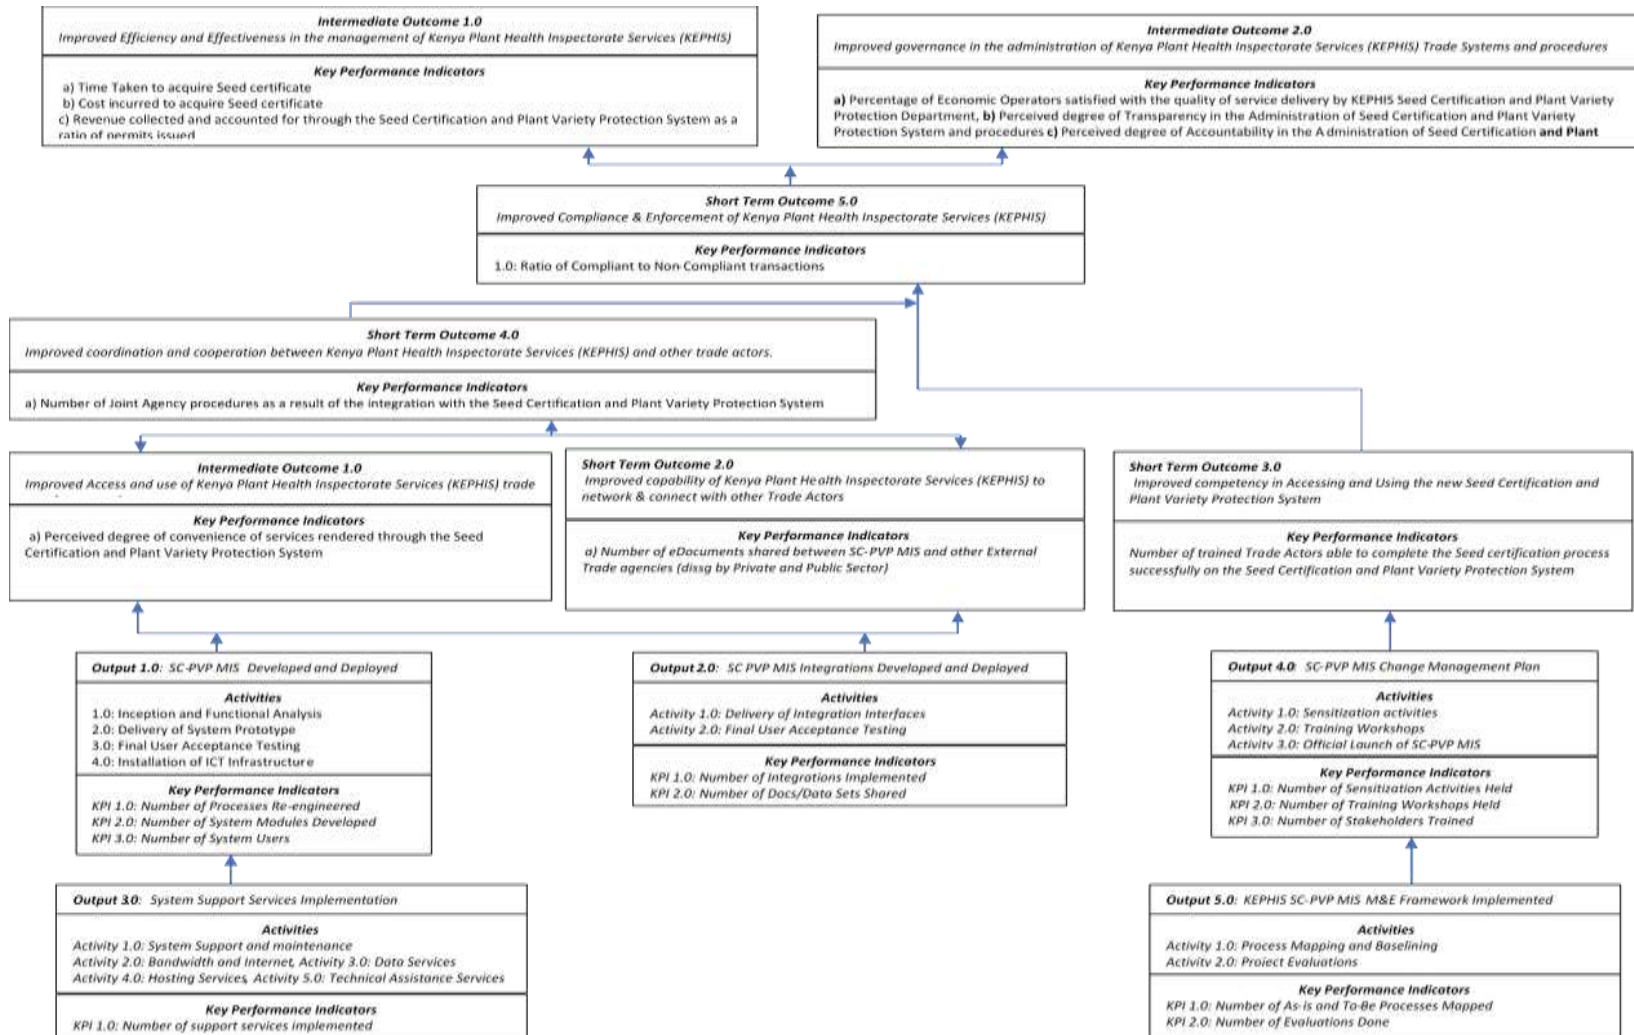 Intermediate Outcome 1.0
Improved Efficiency and Effectiveness in the management of Kenya Plant Health Inspectorate Services (KEPHIS)
Key Performance Indicators
a) Time Taken to acquire Seed certificate
b) Cost incurred to acquire Seed certificate
c) Revenue collected and accounted for through the Seed Certification and Plant Variety Protection System as a
ratio of permits issued
Intermediate Outcome 2.0
Improved governance in the administration of Kenya Plant Health Inspectorate Services (KEPHIS) Trade Systems and procedures
Key Performance Indicators
a) Percentage of Economic Operators satisfied with the quality of service delivery by KEPHIS Seed Certification and Plant Variety
Protection Department, b) Perceived degree of Transparency in the Administration of Seed Certification and Plant Variety
Protection System and procedures c) Perceived degree of Accountability in the Administration of Seed Certification and Plant
Short Term Outcome 5.0
Improved Compliance & Enforcement of Kenya Plant Health Inspectorate Services (KEPHIS)
Key Performance Indicators
1.0: Ratio of Compliant to Non-Compliant transactions
Short Term Outcome 4.0
Improved coordination and cooperation between Kenya Plant Health Inspectorate Services (KEPHIS) and other trade actors.
Key Performance Indicators
a) Number of Joint Agency procedures as a result of the integration with the Seed Certification and Plant Variety Protection System
Intermediate Outcome 1.0
Improved Access and use of Kenya Plant Health Inspectorate Services (KEPHIS) trade
Key Performance Indicators
a) Perceived degree of convenience of services rendered through the Seed
Certification and Plant Variety Protection System
Short Term Outcome 2.0
Improved capability of Kenya Plant Health Inspectorate Services (KEPHIS) to
network & connect with other Trade Actors
Key Performance Indicators
a) Number of eDocuments shared between SC-PVP MIS and other External
Trade agencies (dissg by Private and Public Sector)
Short Term Outcome 3.0
Improved competency in Accessing and Using the new Seed Certification and
Plant Variety Protection System
Key Performance Indicators
Number of trained Trade Actors able to complete the Seed certification process
successfully on the Seed Certification and Plant Variety Protection System
Output 1.0: SC-PVP MIS Developed and Deployed
Activities
1.0: Inception and Functional Analysis
2.0: Delivery of System Prototype
3.0: Final User Acceptance Testing
4.0: Installation of ICT Infrastructure
Key Performance Indicators
KPI 1.0: Number of Processes Re-engineered
KPI 2.0: Number of System Modules Developed
KPI 3.0: Number of System Users
Output 2.0: SC PVP MIS Integrations Developed and Deployed
Activities
Activity 1.0: Delivery of Integration Interfaces
Activity 2.0: Final User Acceptance Testing
Key Performance Indicators
KPI 1.0: Number of Integrations Implemented
KPI 2.0: Number of Docs/Data Sets Shared
Output 4.0: SC-PVP MIS Change Management Plan
Activities
Activity 1.0: Sensitization activities
Activity 2.0: Training Workshops
Activity 3.0: Official Launch of SC-PVP MIS
Key Performance Indicators
KPI 1.0: Number of Sensitization Activities Held
KPI 2.0: Number of Training Workshops Held
KPI 3.0: Number of Stakeholders Trained
Output 3.0: System Support Services Implementation
Activities
Activity 1.0: System Support and maintenance
Activity 2.0: Bandwidth and Internet, Activity 3.0: Data Services
Activity 4.0: Hosting Services, Activity 5.0: Technical Assistance Services
Key Performance Indicators
KPI 1.0: Number of support services implemented
Output 5.0: KEPHIS SC-PVP MIS M&E Framework Implemented
Activities
Activity 1.0: Process Mapping and Baselining
Activity 2.0: Project Evaluations
Key Performance Indicators
KPI 1.0: Number of As-is and To-Be Processes Mapped
KPI 2.0: Number of Evaluations Done